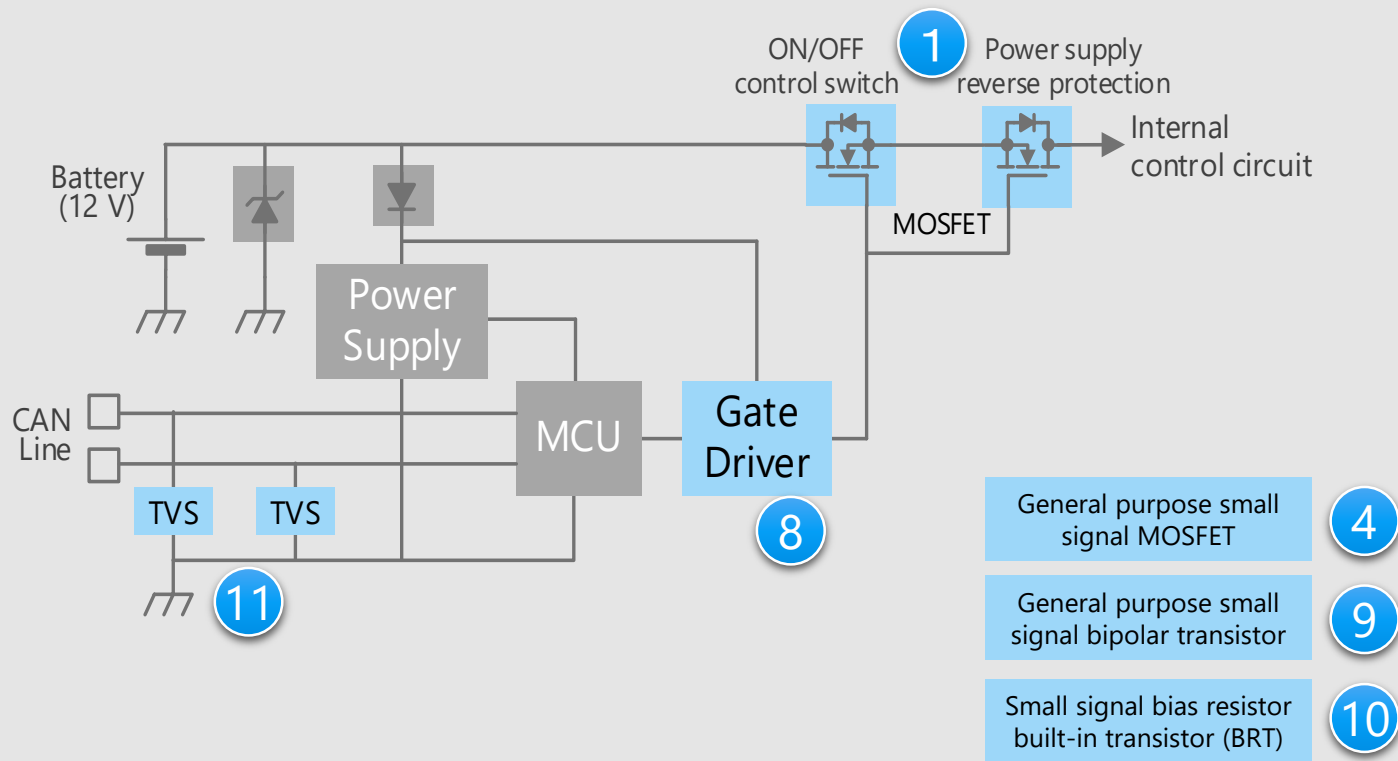 ON/OFF
control switch
1
Power supply
reverse protection
Internal
control circuit
Battery
(12 V)
MOSFET
Power
Supply
CAN
Line
MCU
Gate
Driver
TVS
TVS
8
11
General purpose small
signal MOSFET
4
General purpose small
signal bipolar transistor
9
Small signal bias resistor
built-in transistor (BRT)
10